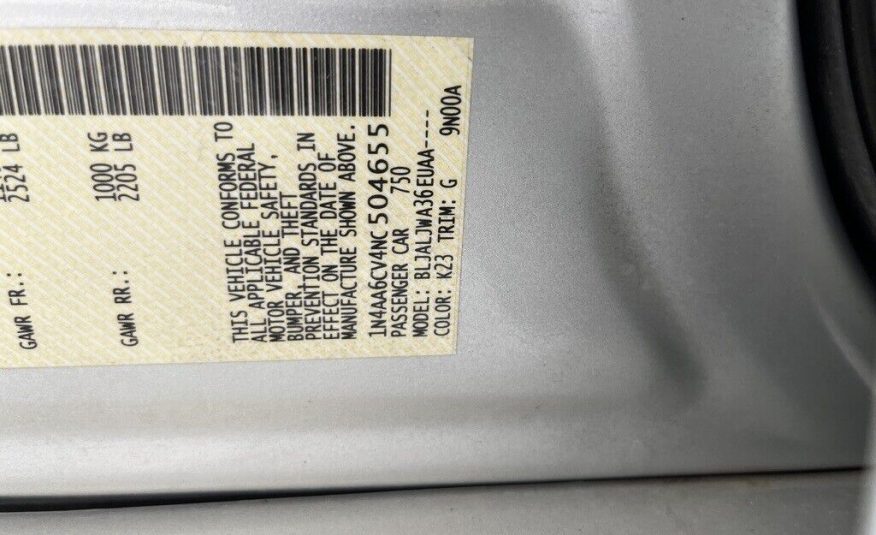 2524 LB
GAWR FR.:
1000 KG
GAWR RR.: 2205 LB
THIS VEHICLE CONFORMS TO
ALL APPLICABLE FEDERAL
MOTOR VEHICLE SAFETY,
BUMPER, AND THEFT
PREVENTION STANDARDS IN
EFFECT ON THE DATE OF
MANUFACTURE SHOWN ABOVE.
1N4AA6CV4NC504655
PASSENGER CAR 750
MODEL: BLJALJWA36EUAA----
COLOR: K23 TRIM: G 9N00A